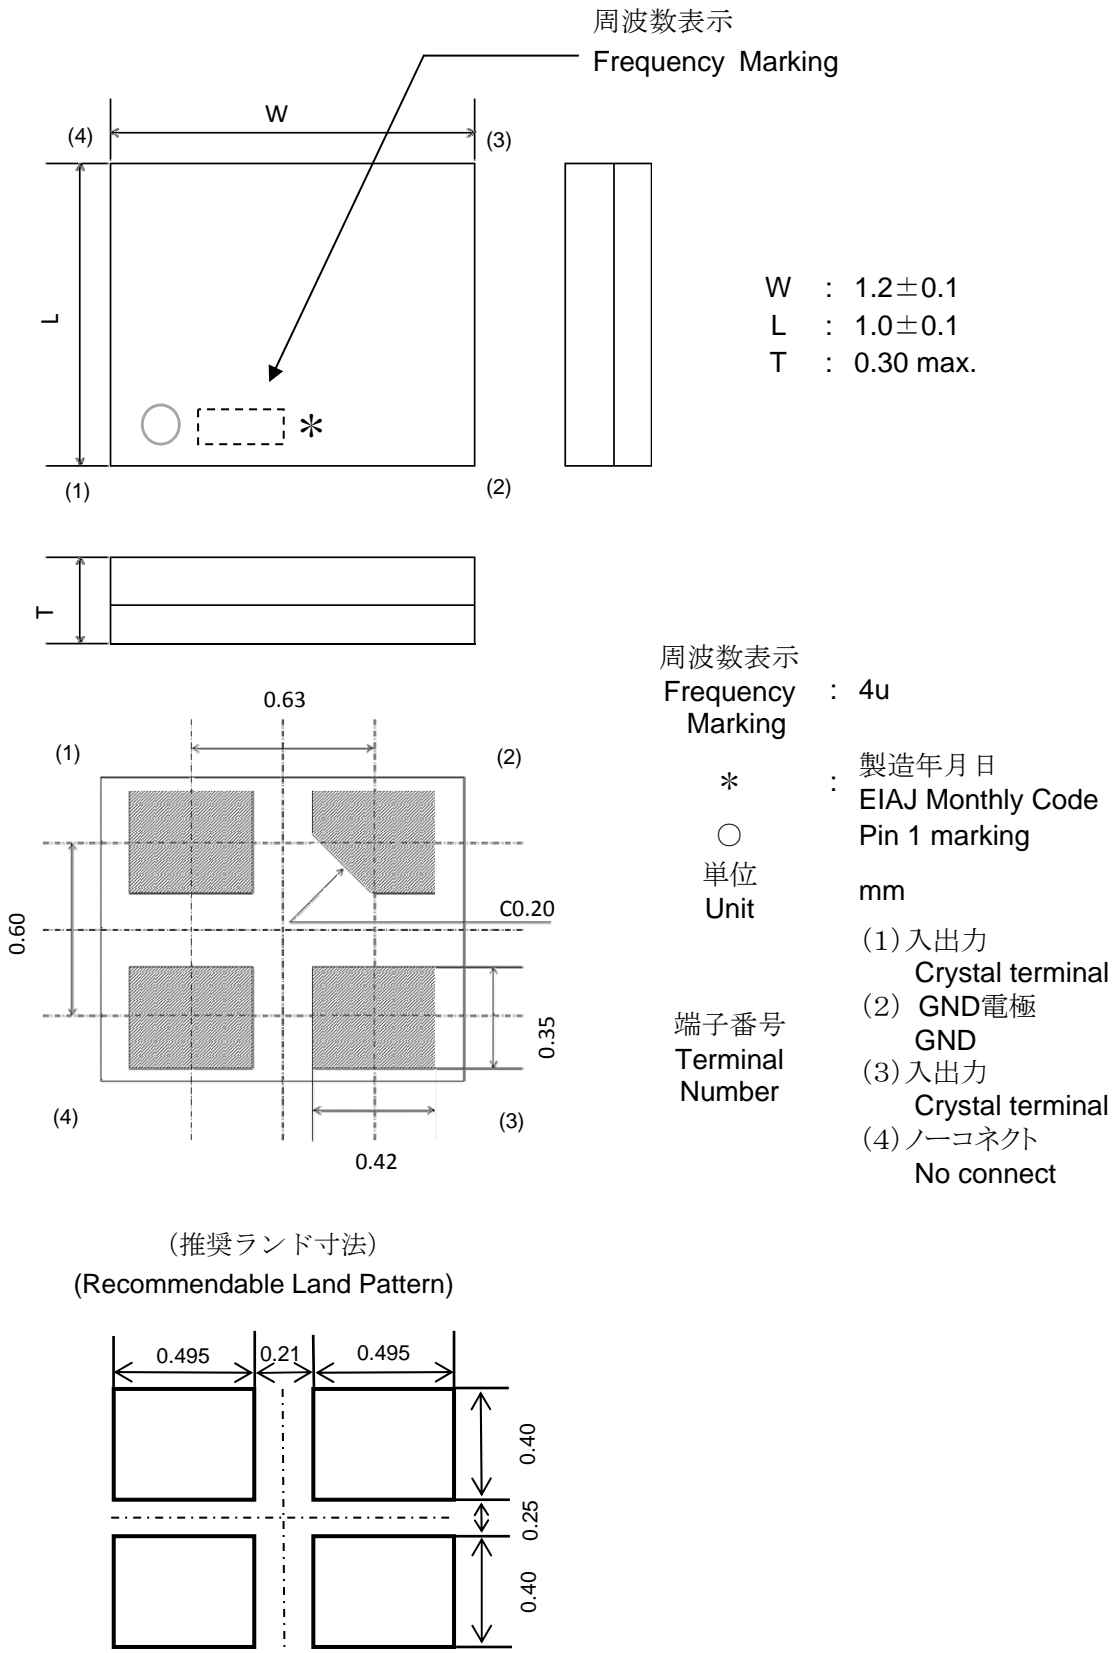 周波数表示
Frequency Marking
W
(4)
(3)
L
＊
(1)
(2)
W : 1.2±0.1
L : 1.0±0.1
T : 0.30 max.
T
周波数表示
Frequency Marking : 4u
＊ : 製造年月日
EIAJ Monthly Code
○ Pin 1 marking
単位
Unit mm
端子番号
Terminal
Number
(1)入出力
Crystal terminal
(2) GND電極
GND
(3)入出力
Crystal terminal
(4)ノーコネクト
No connect
0.63
(1)
(2)
C0.20
0.60
0.35
(4)
(3)
0.42
(推奨ランド寸法)
(Recommendable Land Pattern)
0.495 0.21 0.495
0.40
0.25
0.40